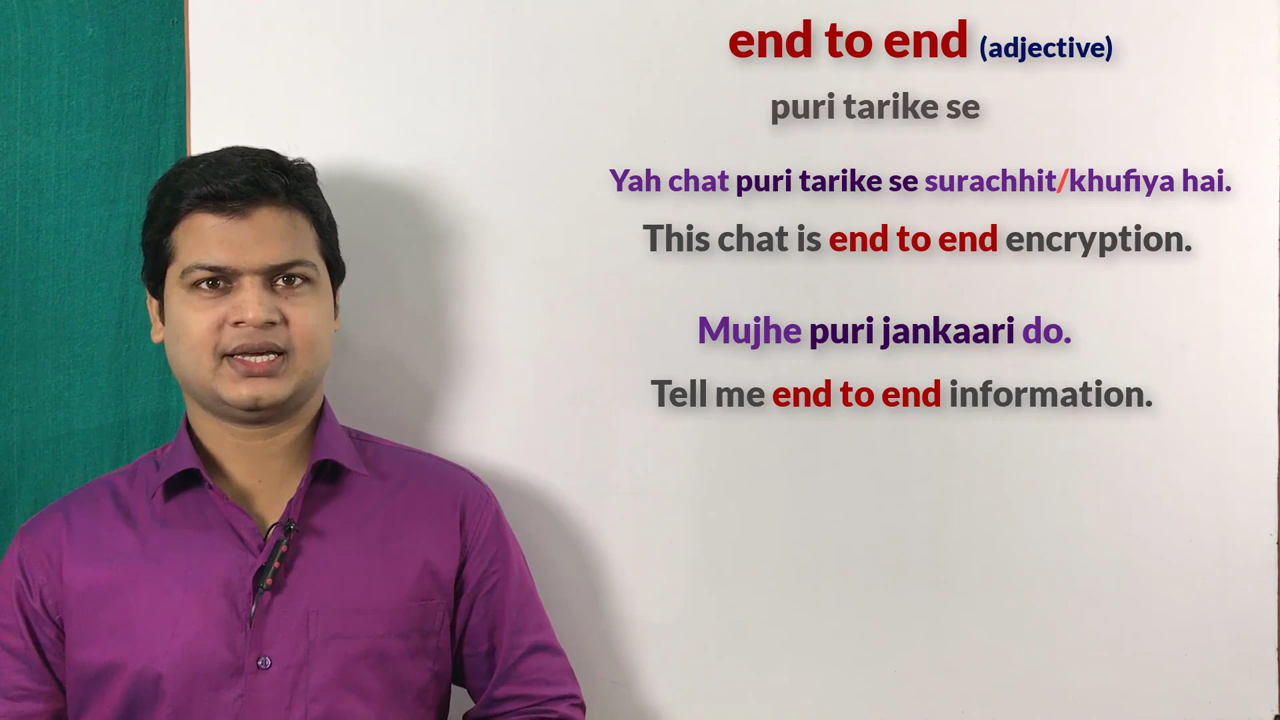 end to end (adjective)
puri tarike se
Yah chat puri tarike se surachhit/khufiya hai.
This chat is end to end encryption.
Mujhe puri jankaari do.
Tell me end to end information.